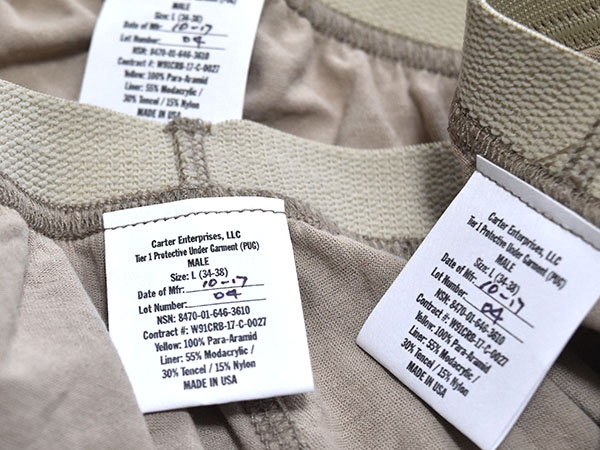 Size: L (34-38)
Date of Mfr: 10-17
Lot Number: 04
NSN: 8470-01-646-3610
Contract #: W91CRB-17-C-0027
Yellow: 100% Para-Aramid
Liner: 55% Modacrylic /
30% Tencel / 15% Nylon
MADE IN USA
Carter Enterprises, LLC
Tier 1 Protective Under Garment (PUG)
MALE
Size: L (34-38)
Date of Mfr: 10-17
Lot Number: 04
NSN: 8470-01-646-3610
Contract #: W91CRB-17-C-0027
Yellow: 100% Para-Aramid
Liner: 55% Modacrylic /
30% Tencel / 15% Nylon
MADE IN USA
Carter Enterprises, LLC
Tier 1 Protective Under Garment (PUG)
MALE
Size: L (34-38)
Date of Mfr: 10-17
Lot Number: 04
NSN: 8470-01-646-3610
Contract #: W91CRB-17-C-0027
Yellow: 100% Para-Aramid
Liner: 55% Modacrylic /
30% Tencel / 15% Nylon
MADE IN USA